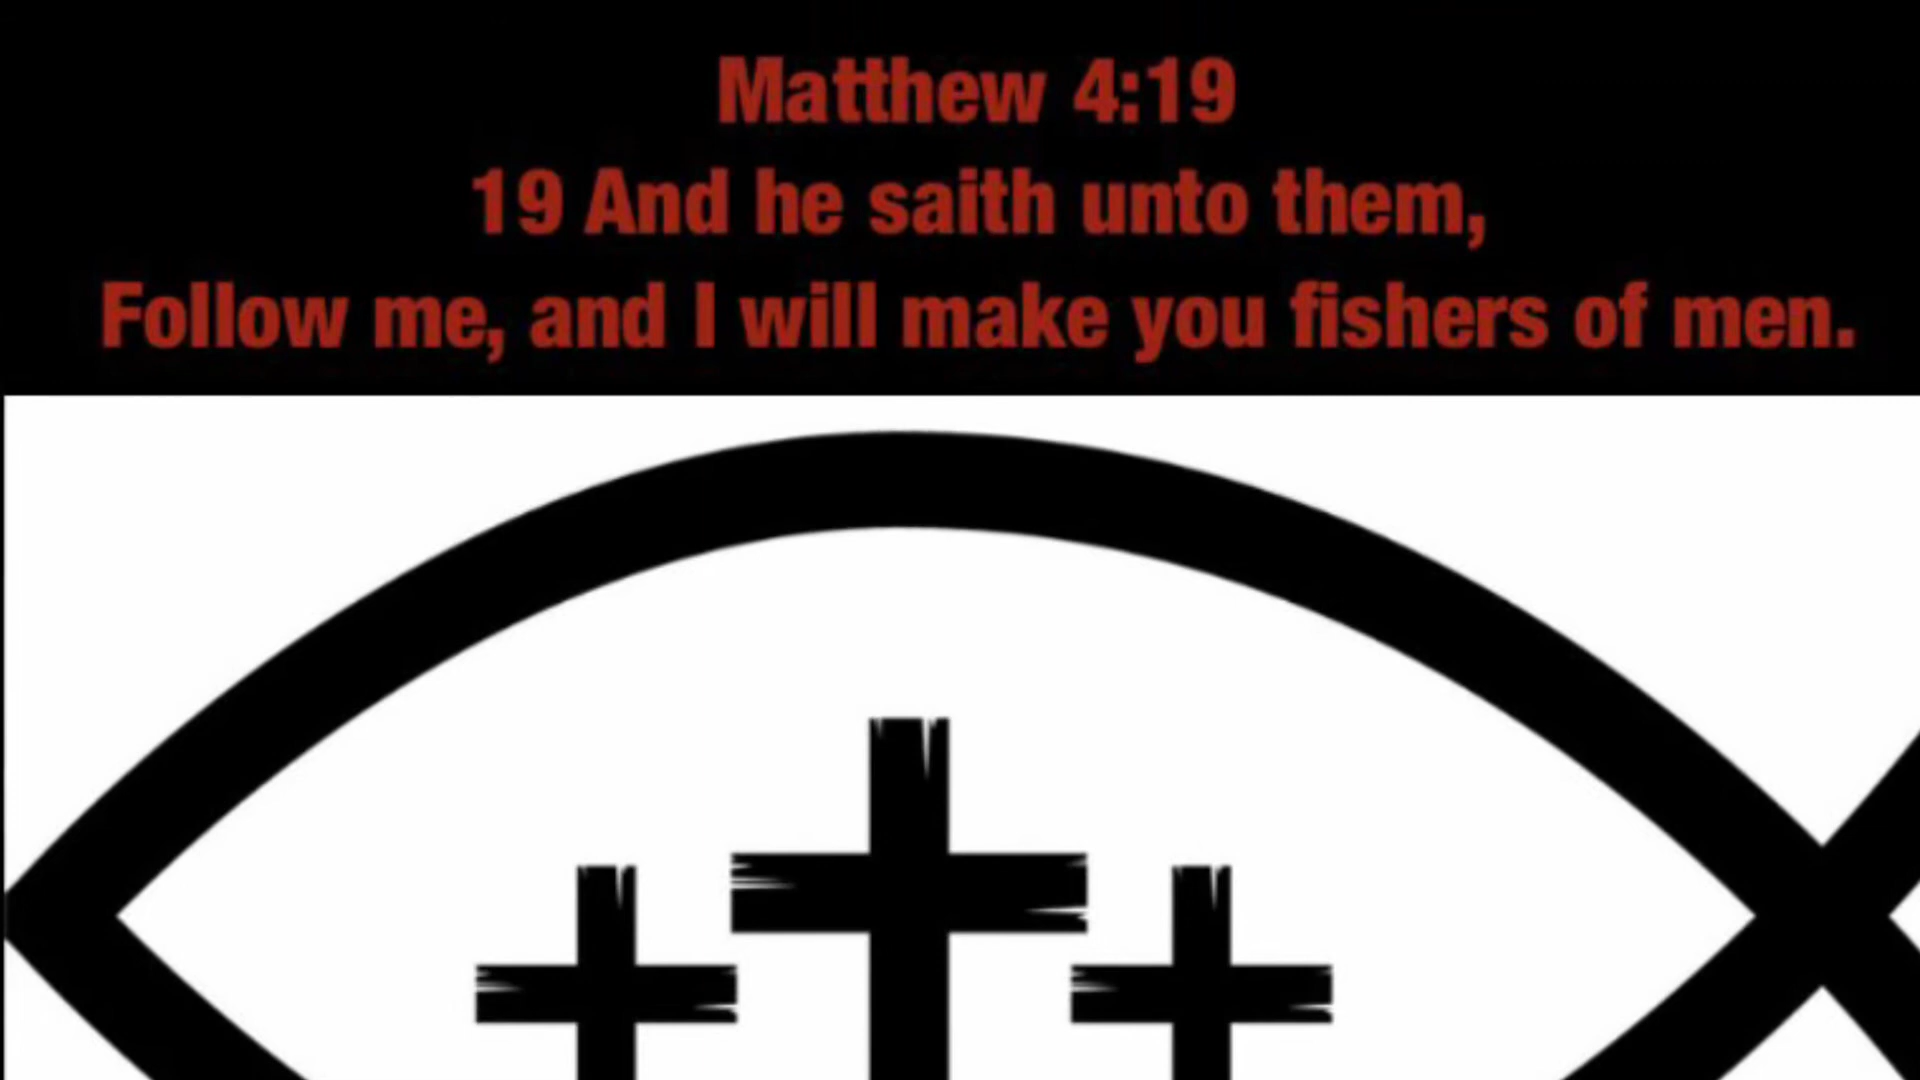 Matthew 4:19
19 And he saith unto them,
Follow me, and I will make you fishers of men.